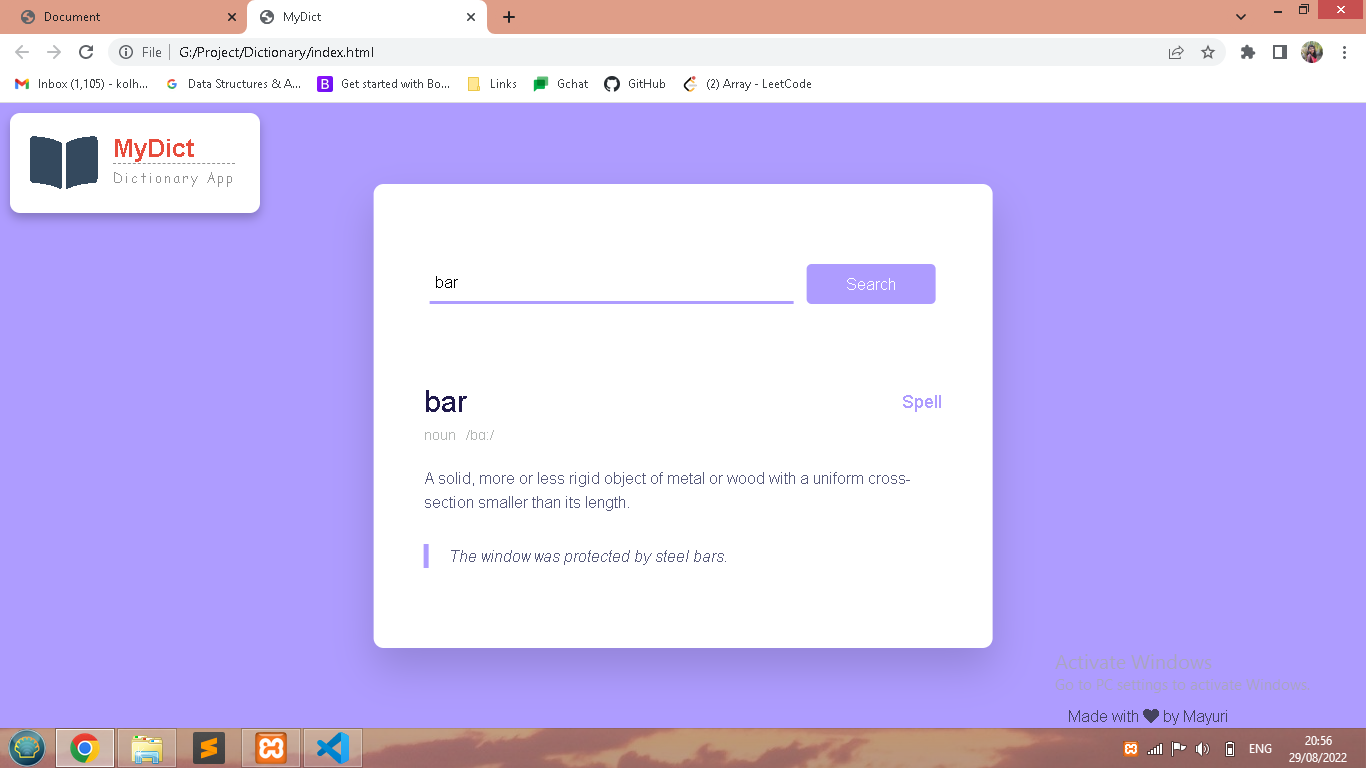 Document
MyDict
File
G:/Project/Dictionary/index.html
Inbox (1,105) - kolh...
Data Structures & A...
B
Get started with Bo...
Links
Gchat
GitHub
(2) Array - LeetCode
MyDict
Dictionary App
bar
Search
bar
Spell
noun /bɑː/
A solid, more or less rigid object of metal or wood with a uniform cross-
section smaller than its length.
The window was protected by steel bars.
Activate Windows
Go to PC settings to activate Windows.
Made with by Mayuri
ENG
20:56
29/08/2022